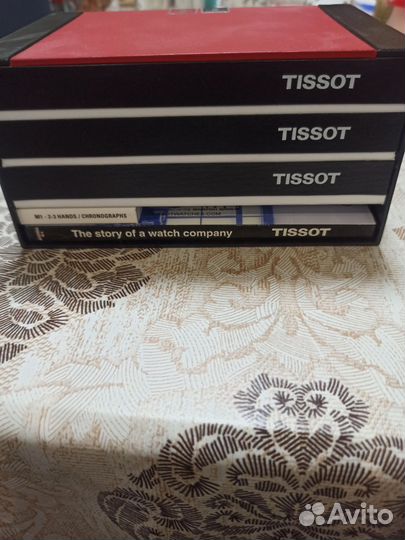 TISSOT
TISSOT
TISSOT
M1 - 2-3 HANDS / CHRONOGRAPHS
The story of a watch company TISSOT
Avito